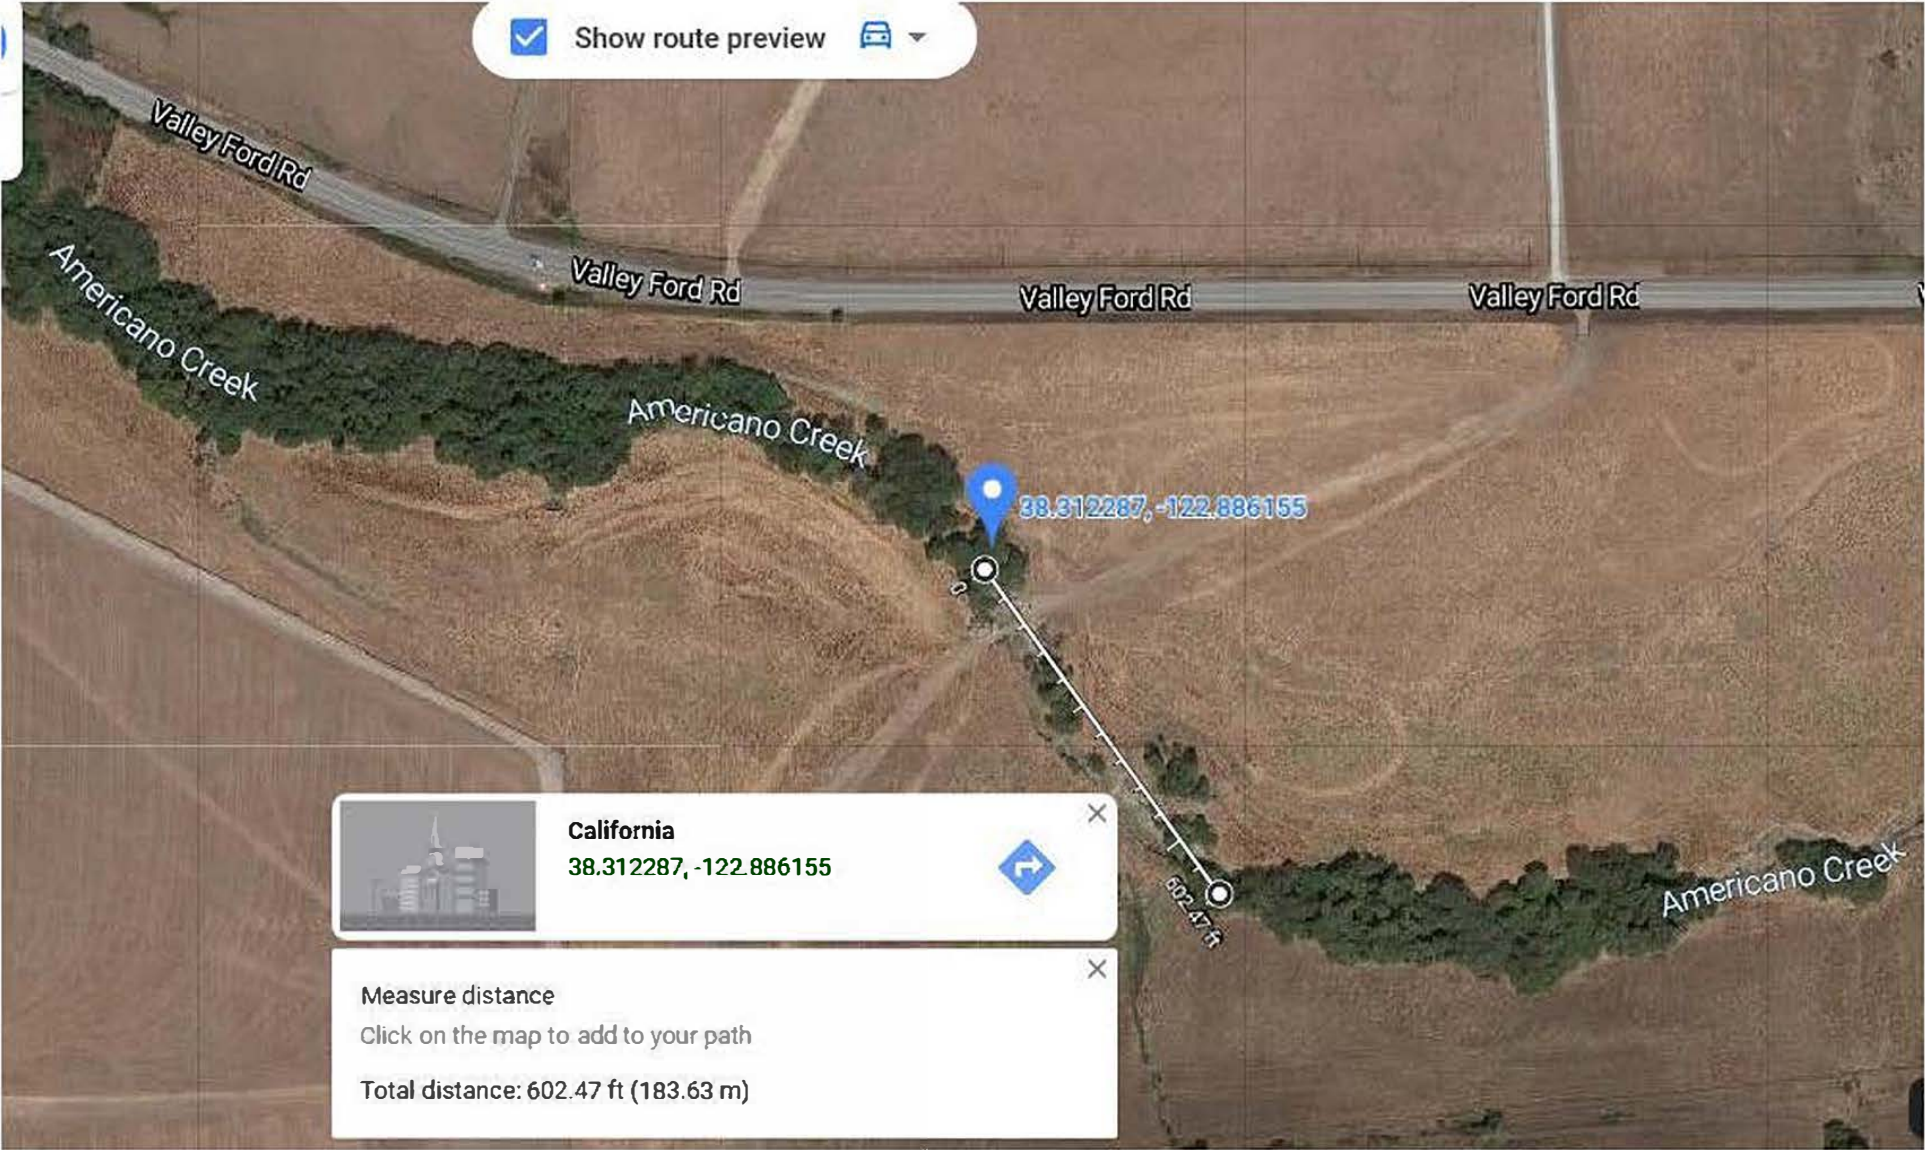 Show route preview
Valley Ford Rd
Valley Ford Rd
Valley Ford Rd
Valley Ford Rd
Americano Creek
Americano Creek
38.312287, -122.886155
0
602.47 ft
Americano Creek
California
38.312287, -122.886155
Measure distance
Click on the map to add to your path
Total distance: 602.47 ft (183.63 m)